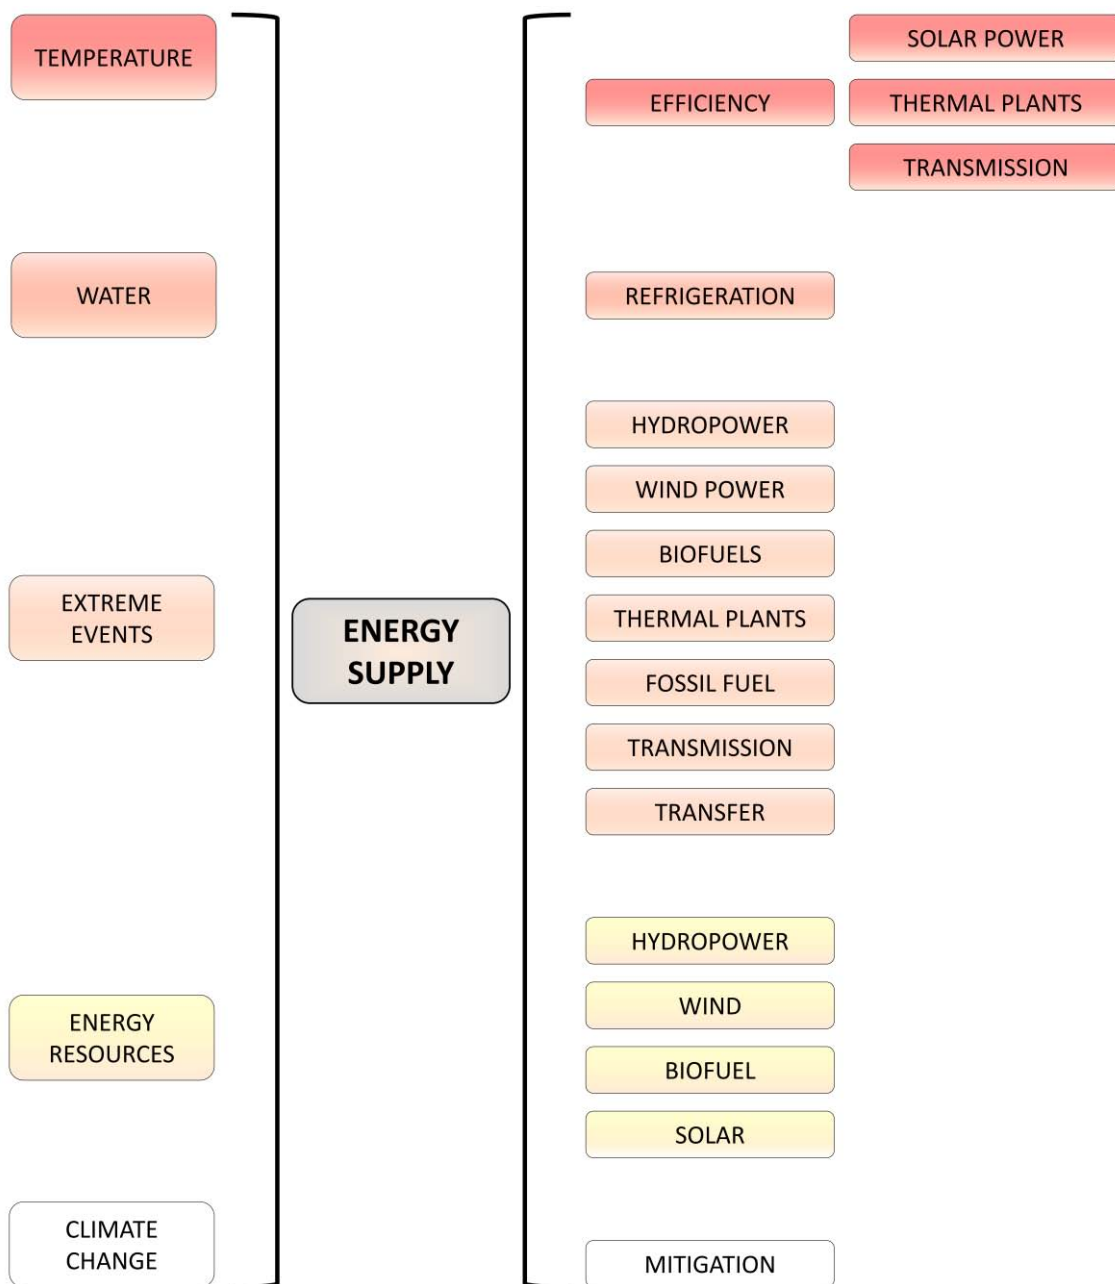 TEMPERATURE
WATER
EXTREME
EVENTS
ENERGY
RESOURCES
CLIMATE
CHANGE
ENERGY
SUPPLY
EFFICIENCY
SOLAR POWER
THERMAL PLANTS
TRANSMISSION
REFRIGERATION
HYDROPOWER
WIND POWER
BIOFUELS
THERMAL PLANTS
FOSSIL FUEL
TRANSMISSION
TRANSFER
HYDROPOWER
WIND
BIOFUEL
SOLAR
MITIGATION